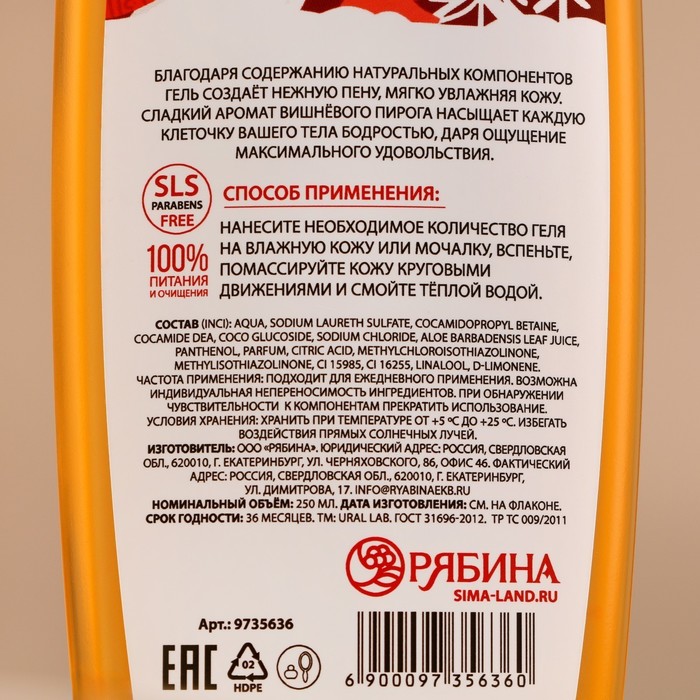 БЛАГОДАРЯ СОДЕРЖАНИЮ НАТУРАЛЬНЫХ КОМПОНЕНТОВ
ГЕЛЬ СОЗДАЁТ НЕЖНУЮ ПЕНУ, МЯГКО УВЛАЖНЯЯ КОЖУ.
СЛАДКИЙ АРОМАТ ВИШНЁВОГО ПИРОГА НАСЫЩАЕТ КАЖДУЮ
КЛЕТОЧКУ ВАШЕГО ТЕЛА БОДРОСТЬЮ, ДАРЯ ОЩУЩЕНИЕ
МАКСИМАЛЬНОГО УДОВОЛЬСТВИЯ.
SLS
PARABENS
FREE
100%
ПИТАНИЯ
И ОЧИЩЕНИЯ
СПОСОБ ПРИМЕНЕНИЯ:
НАНЕСИТЕ НЕОБХОДИМОЕ КОЛИЧЕСТВО ГЕЛЯ
НА ВЛАЖНУЮ КОЖУ ИЛИ МОЧАЛКУ, ВСПЕНЬТЕ,
ПОМАССИРУЙТЕ КОЖУ КРУГОВЫМИ
ДВИЖЕНИЯМИ И СМОЙТЕ ТЁПЛОЙ ВОДОЙ.
СОСТАВ (INCI): AQUA, SODIUM LAURETH SULFATE, COCAMIDOPROPYL BETAINE,
COCAMIDE DEA, COCO GLUCOSIDE, SODIUM CHLORIDE, ALOE BARBADENSIS LEAF JUICE,
PANTHENOL, PARFUM, CITRIC ACID, METHYLCHLOROISOTHIAZOLINONE,
METHYLISOTHIAZOLINONE, CI 15985, CI 16255, LINALOOL, D-LIMONENE.
ЧАСТОТА ПРИМЕНЕНИЯ: ПОДХОДИТ ДЛЯ ЕЖЕДНЕВНОГО ПРИМЕНЕНИЯ. ВОЗМОЖНА
ИНДИВИДУАЛЬНАЯ НЕПЕРЕНОСИМОСТЬ ИНГРЕДИЕНТОВ. ПРИ ОБНАРУЖЕНИИ
ЧУВСТВИТЕЛЬНОСТИ К КОМПОНЕНТАМ ПРЕКРАТИТЬ ИСПОЛЬЗОВАНИЕ.
УСЛОВИЯ ХРАНЕНИЯ: ХРАНИТЬ ПРИ ТЕМПЕРАТУРЕ ОТ +5 ºС ДО +25 ºС. ИЗБЕГАТЬ
ВОЗДЕЙСТВИЯ ПРЯМЫХ СОЛНЕЧНЫХ ЛУЧЕЙ.
ИЗГОТОВИТЕЛЬ: ООО «РЯБИНА». ЮРИДИЧЕСКИЙ АДРЕС: РОССИЯ, СВЕРДЛОВСКАЯ
ОБЛ., 620010, Г. ЕКАТЕРИНБУРГ, УЛ. ЧЕРНЯХОВСКОГО, 86, ОФИС 46. ФАКТИЧЕСКИЙ
АДРЕС: РОССИЯ, СВЕРДЛОВСКАЯ ОБЛ., 620010, Г. ЕКАТЕРИНБУРГ,
УЛ. ДИМИТРОВА, 17. INFO@RYABINAEKB.RU
НОМИНАЛЬНЫЙ ОБЪЁМ: 250 МЛ. ДАТА ИЗГОТОВЛЕНИЯ: СМ. НА ФЛАКОНЕ.
СРОК ГОДНОСТИ: 36 МЕСЯЦЕВ. TM: URAL LAB. ГОСТ 31696-2012. ТР ТС 009/2011
РЯБИНА
SIMA-LAND.RU
Арт.: 9735636
EAC
02
HDPE
6 900097 356360